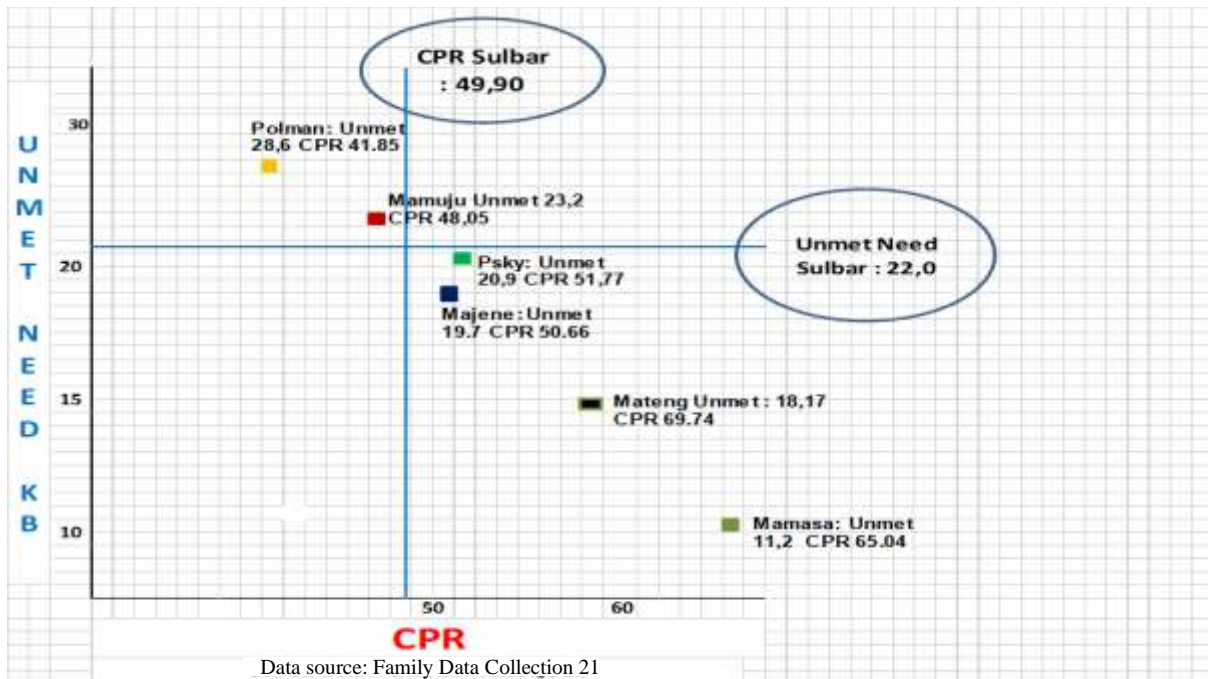 CPR Sulbar
: 49,90
30
Polman: Unmet
28,6 CPR 41.85
Mamuju Unmet 23,2
CPR 48,05
Unmet Need
Sulbar : 22,0
20
Psky: Unmet
20,9 CPR 51,77
Majene: Unmet
19.7 CPR 50.66
15
Mateng Unmet : 18,17
CPR 69.74
10
Mamasa: Unmet
11,2 CPR 65.04
UNMET NEED KB
50
60
CPR
Data source: Family Data Collection 21